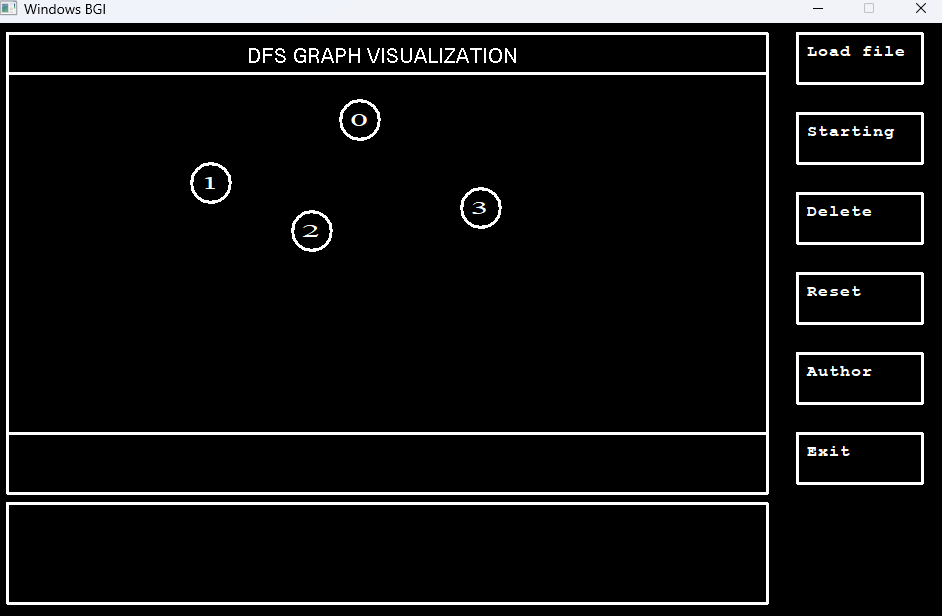 Windows BGI
DFS GRAPH VISUALIZATION
Load file
0
Starting
1
3
Delete
2
Reset
Author
Exit